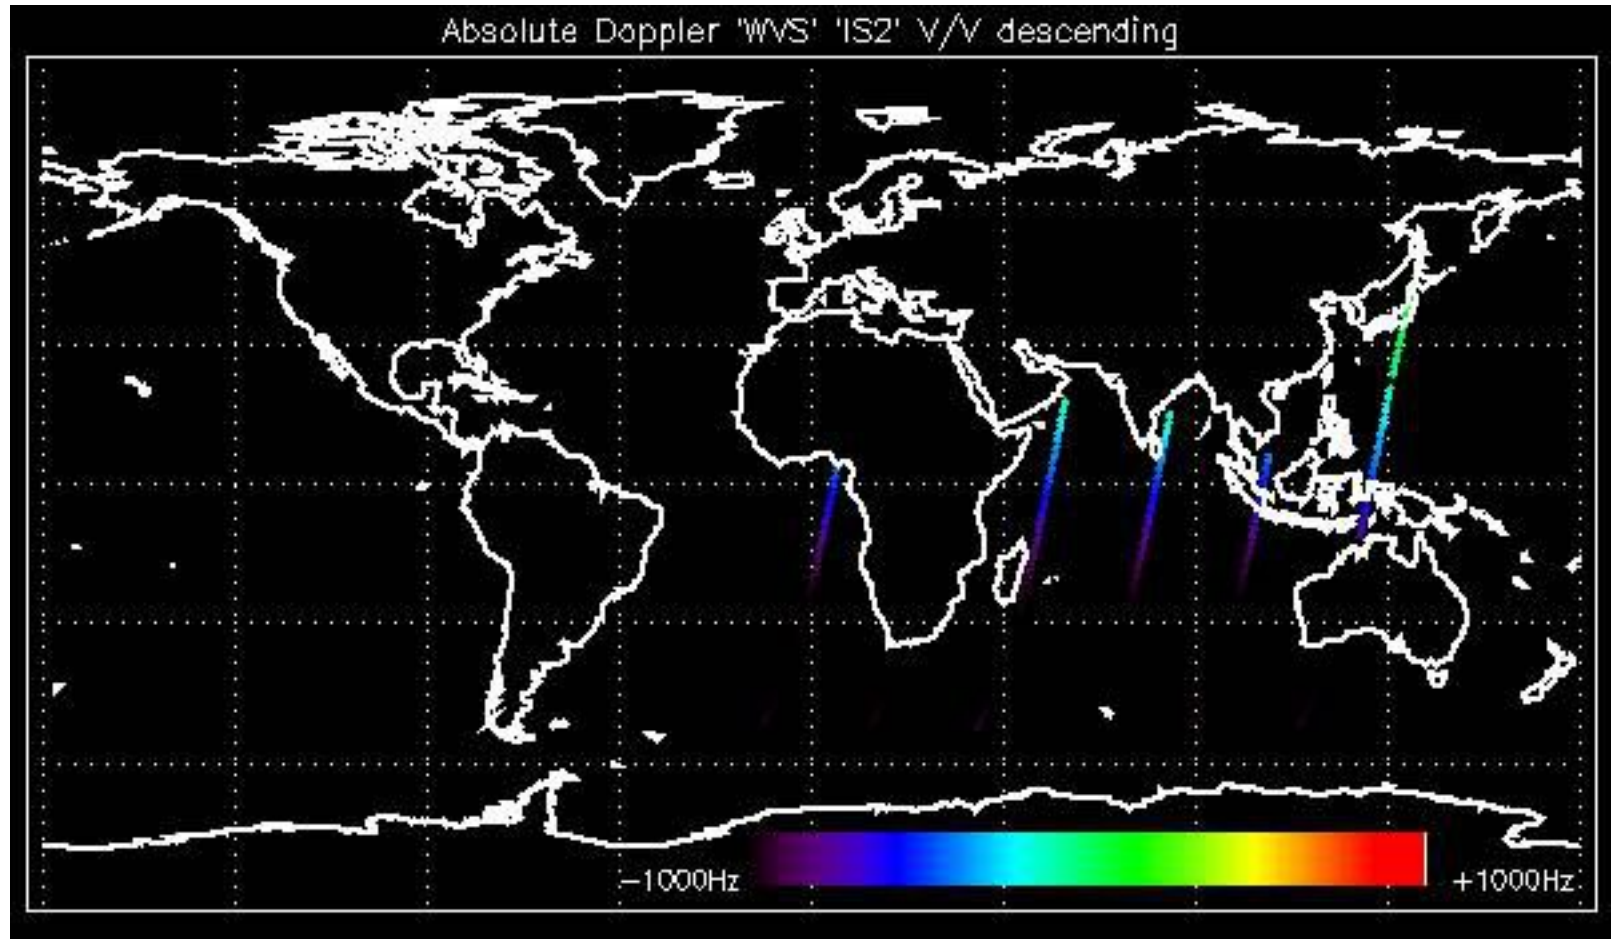 Absolute Doppler 'WVS' 'IS2' V/V descending
−1000Hz
+1000Hz